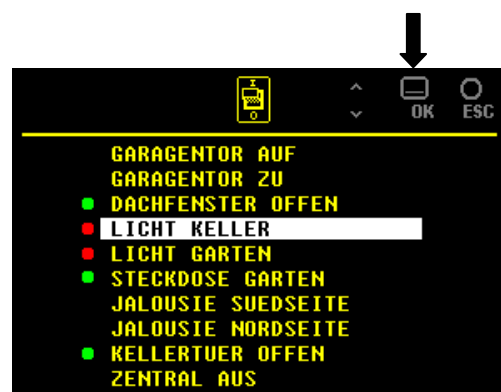 I
O
OK ESC
GARAGENTOR AUF
GARAGENTOR ZU
DACHFENSTER OFFEN
LICHT KELLER
LICHT GARTEN
STECKDOSE GARTEN
JALOUSIE SUEDSEITE
JALOUSIE NORDSEITE
KELLERTUER OFFEN
ZENTRAL AUS